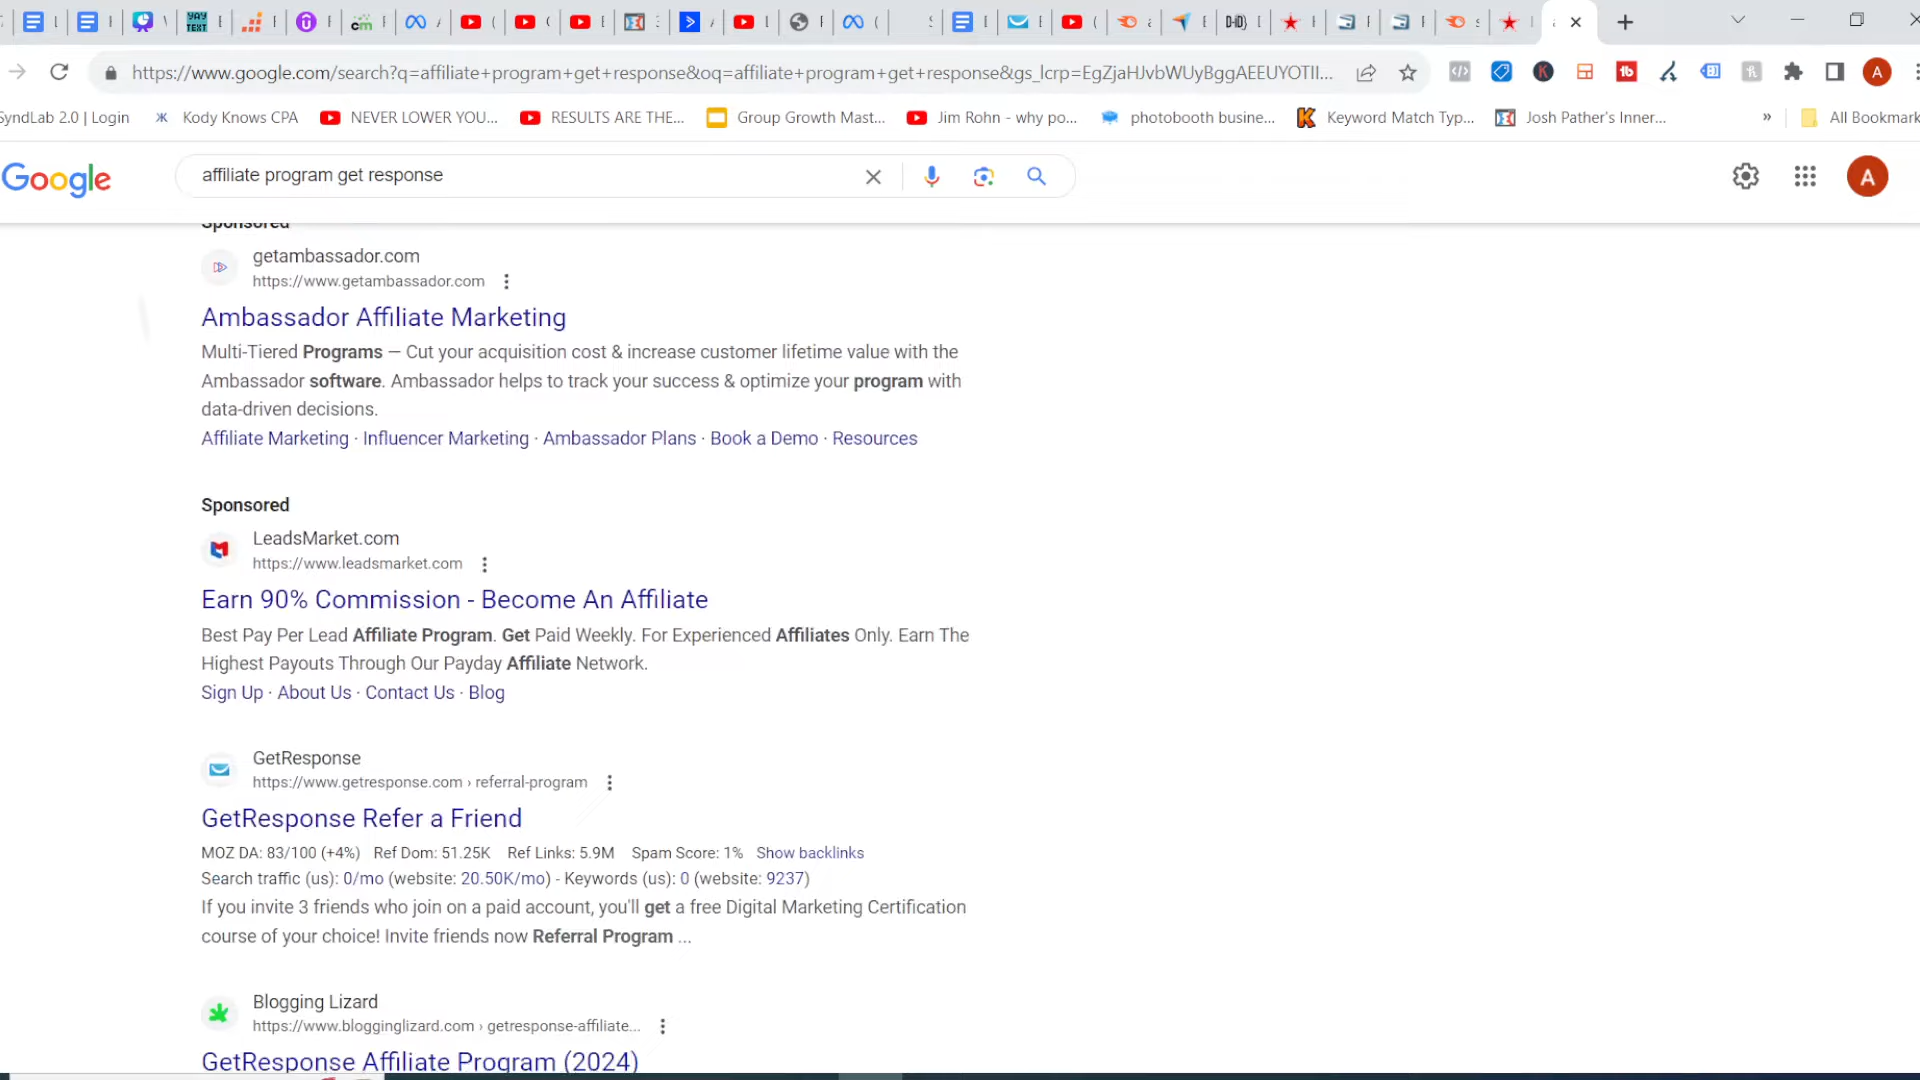 https://www.google.com/search?q=affiliate+program+get+response&oq=affiliate+program+get+response&gs_lcrp=EgZjaHJvbWUyBggAEEUYOTII...
A
SyndLab 2.0 | Login
Kody Knows CPA
NEVER LOWER YOU...
RESULTS ARE THE...
Group Growth Mast...
Jim Rohn - why po...
photobooth busine...
Keyword Match Typ...
Josh Pather's Inner...
» All Bookmark
Google
affiliate program get response
A
Sponsored
getambassador.com
https://www.getambassador.com
Ambassador Affiliate Marketing
Multi-Tiered Programs — Cut your acquisition cost & increase customer lifetime value with the
Ambassador software. Ambassador helps to track your success & optimize your program with
data-driven decisions.
Affiliate Marketing · Influencer Marketing · Ambassador Plans · Book a Demo · Resources
Sponsored
LeadsMarket.com
https://www.leadsmarket.com
Earn 90% Commission - Become An Affiliate
Best Pay Per Lead Affiliate Program. Get Paid Weekly. For Experienced Affiliates Only. Earn The
Highest Payouts Through Our Payday Affiliate Network.
Sign Up · About Us · Contact Us · Blog
GetResponse
https://www.getresponse.com › referral-program
GetResponse Refer a Friend
MOZ DA: 83/100 (+4%) Ref Dom: 51.25K Ref Links: 5.9M Spam Score: 1% Show backlinks
Search traffic (us): 0/mo (website: 20.50K/mo) - Keywords (us): 0 (website: 9237)
If you invite 3 friends who join on a paid account, you'll get a free Digital Marketing Certification
course of your choice! Invite friends now Referral Program ...
Blogging Lizard
https://www.blogginglizard.com › getresponse-affiliate...
GetResponse Affiliate Program (2024)